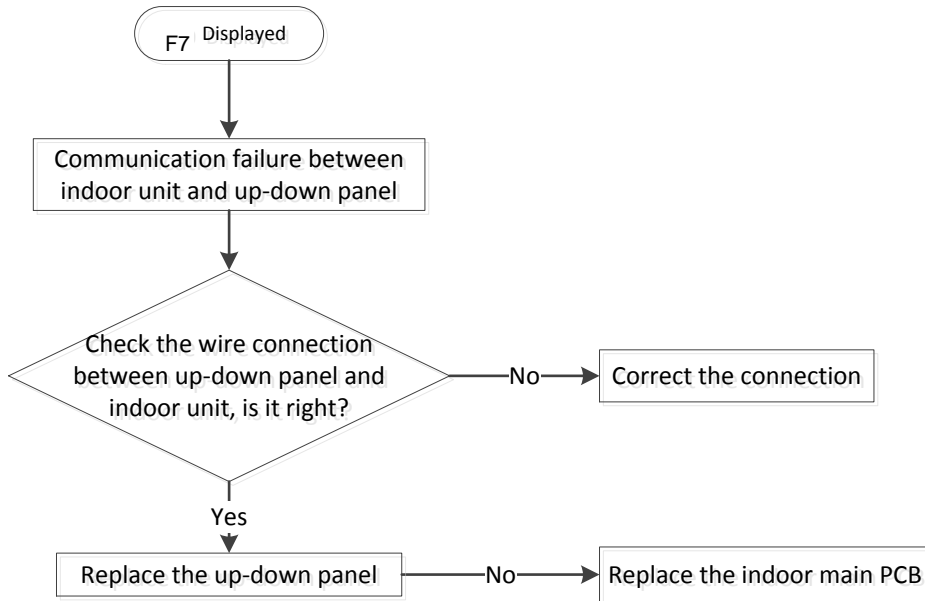 F7 Displayed
Communication failure between
indoor unit and up-down panel
Check the wire connection
between up-down panel and
indoor unit, is it right?
No
Correct the connection
Yes
Replace the up-down panel
No
Replace the indoor main PCB